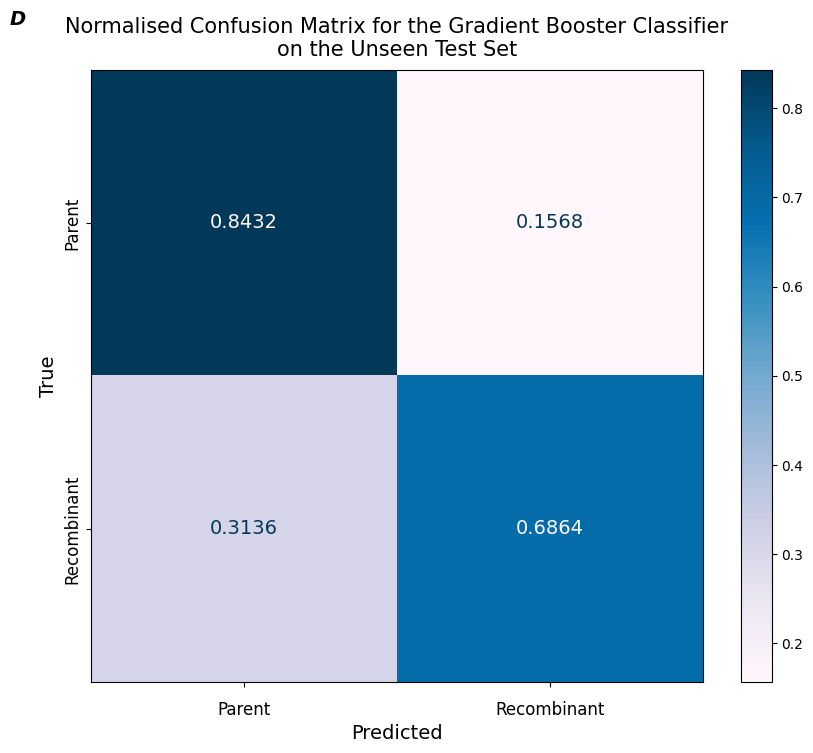 D
Normalised Confusion Matrix for the Gradient Booster Classifier
on the Unseen Test Set
True
Parent
Recombinant
0.8432
0.1568
0.3136
0.6864
Parent
Recombinant
Predicted
0.8
0.7
0.6
0.5
0.4
0.3
0.2